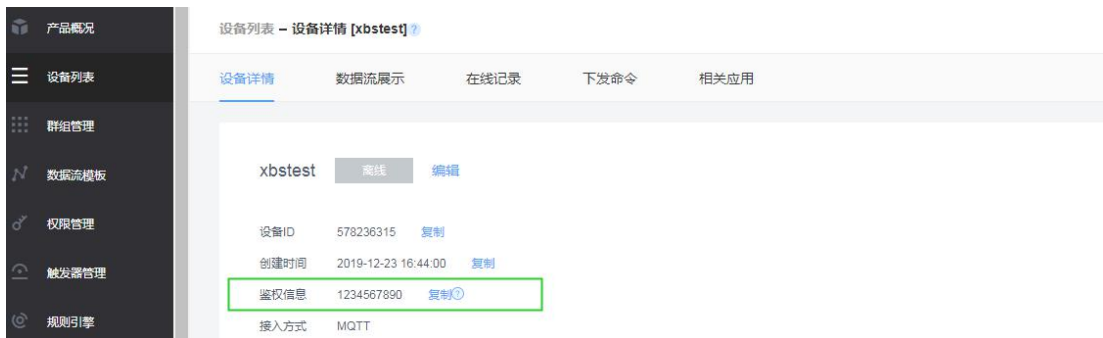 产品概况
设备列表
群组管理
数据流模板
权限管理
触发器管理
规则引擎
设备列表 – 设备详情 [xbstest] ?
设备详情 数据流展示 在线记录 下发命令 相关应用
xbstest 离线 编辑
设备ID 578236315 复制
创建时间 2019-12-23 16:44:00 复制
鉴权信息 1234567890 复制?
接入方式 MQTT